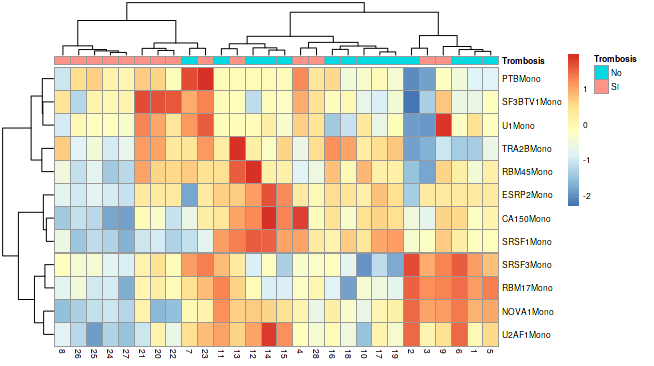 Trombosis
Trombosis
No
SI
PTBMono
SF3BTV1Mono
U1Mono
TRA2BMono
RBM45Mono
ESRP2Mono
CA150Mono
SRSF1Mono
SRSF3Mono
RBM17Mono
NOVA1Mono
U2AF1Mono
1
0
-1
-2
8 26 25 24 27 21 20 22 7 23 11 13 12 14 15 4 28 16 18 10 17 19 2 3 9 6 1 5